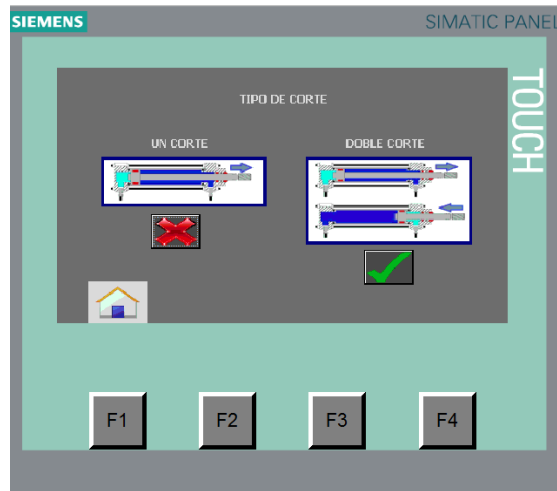 SIEMENS
SIMATIC PANEL
TOUCH
TIPO DE CORTE
UN CORTE
DOBLE CORTE
F1
F2
F3
F4